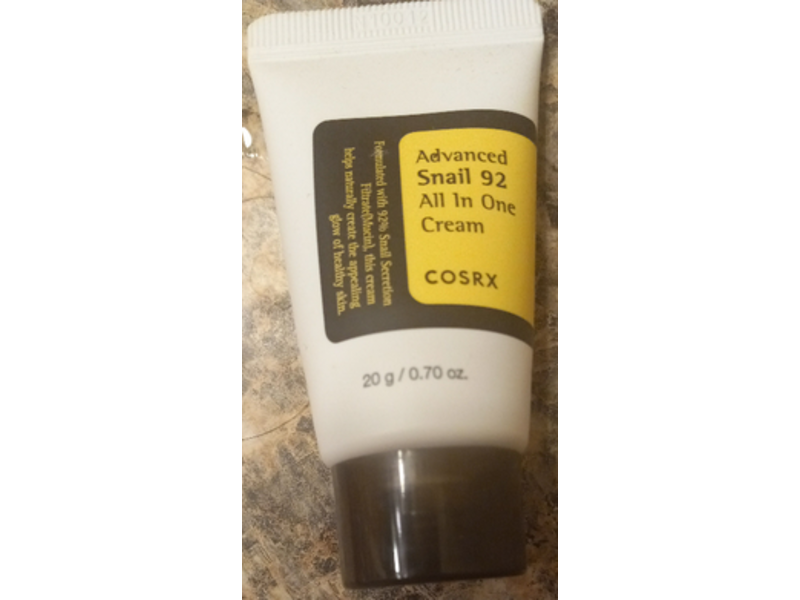 Advanced
Snail 92
All In One
Cream
COSRX
Formulated with 92% Snail Secretion
Filtrate(Mucin), this cream
helps naturally create the appealing
glow of healthy skin.
20 g / 0.70 oz.